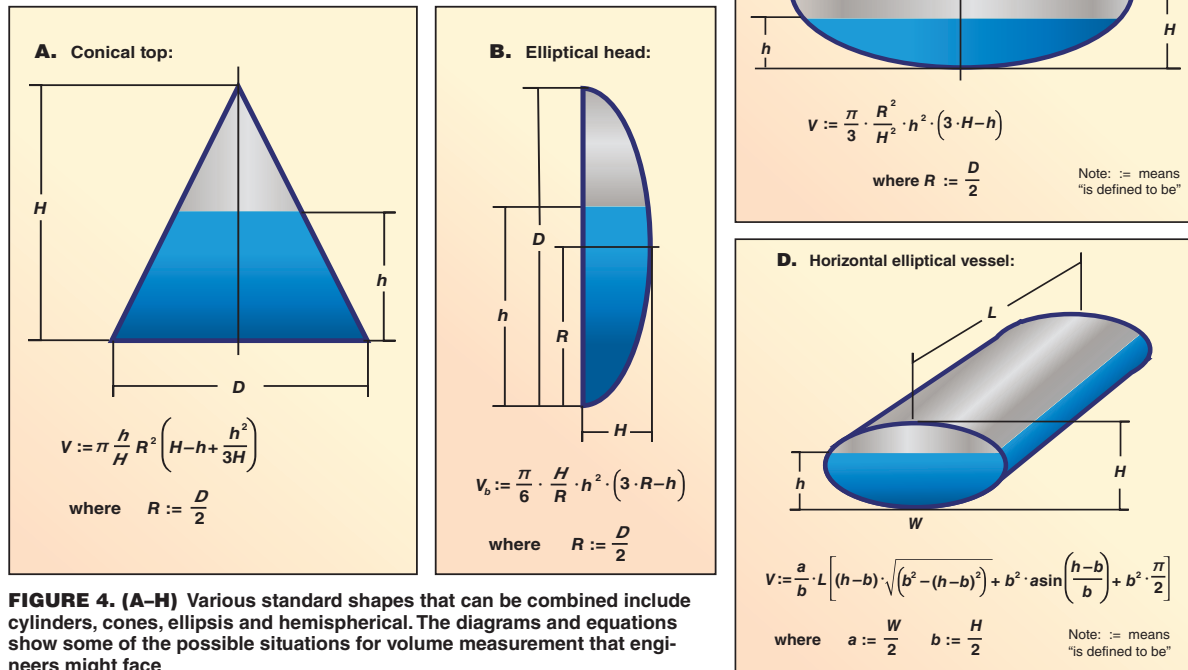 A. Conical top:
H
h
D
V := π h/H R² (H–h+ h²/3H)
where R := D/2
B. Elliptical head:
D
h
R
H
V_b := π/6 · H/R · h² · (3·R–h)
where R := D/2
h
H
V := π/3 · R²/H² · h² · (3·H–h)
where R := D/2
Note: := means
“is defined to be”
D. Horizontal elliptical vessel:
L
h
H
W
V := a/b · L [(h–b)·√(b²–(h–b)²) + b²·asin((h–b)/b) + b²·π/2]
where a := W/2 b := H/2
Note: := means
“is defined to be”
FIGURE 4. (A–H) Various standard shapes that can be combined include
cylinders, cones, ellipsis and hemispherical. The diagrams and equations
show some of the possible situations for volume measurement that engi-
neers might face